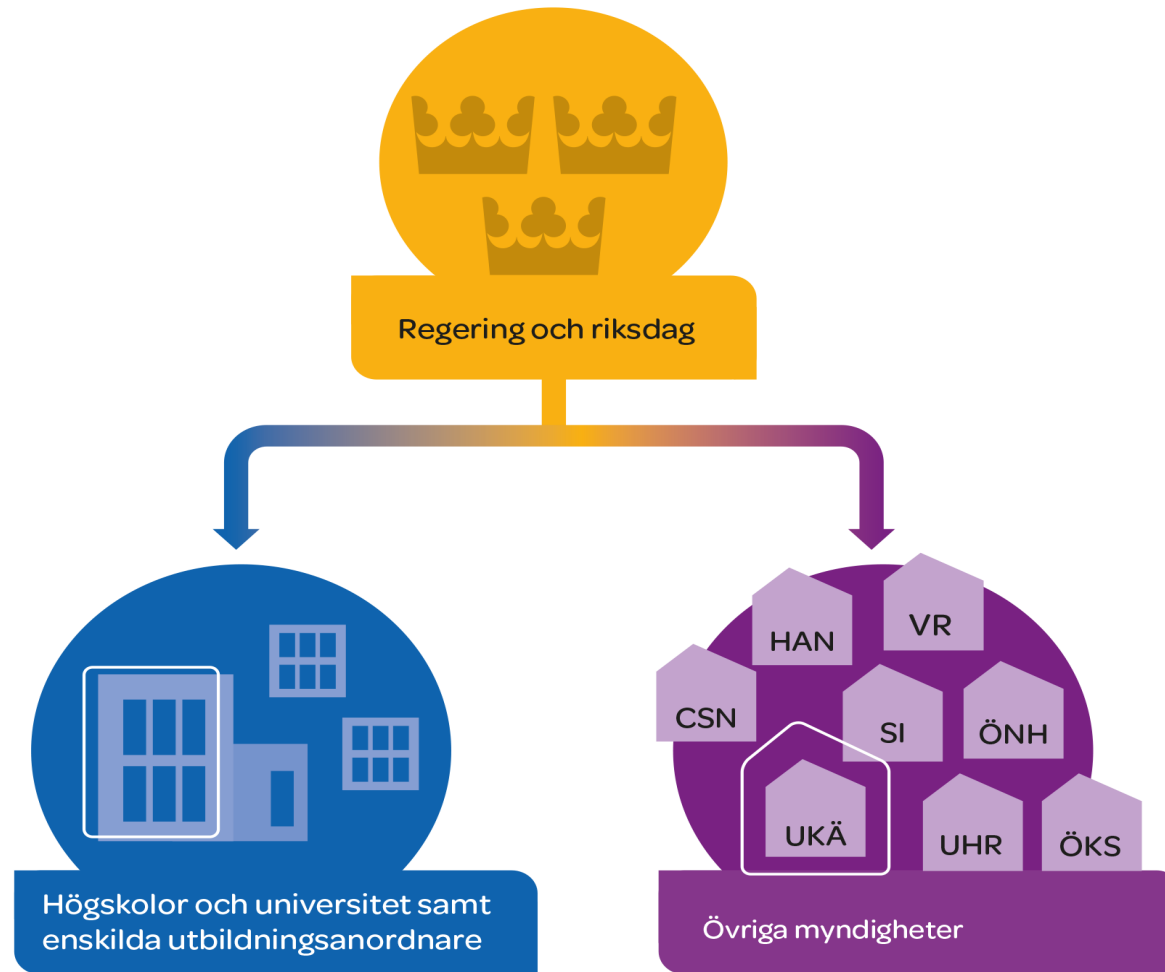 Regering och riksdag
HAN
VR
CSN
SI
ÖNH
UKÄ
UHR
ÖKS
Högskolor och universitet samt
enskilda utbildningsanordnare
Övriga myndigheter